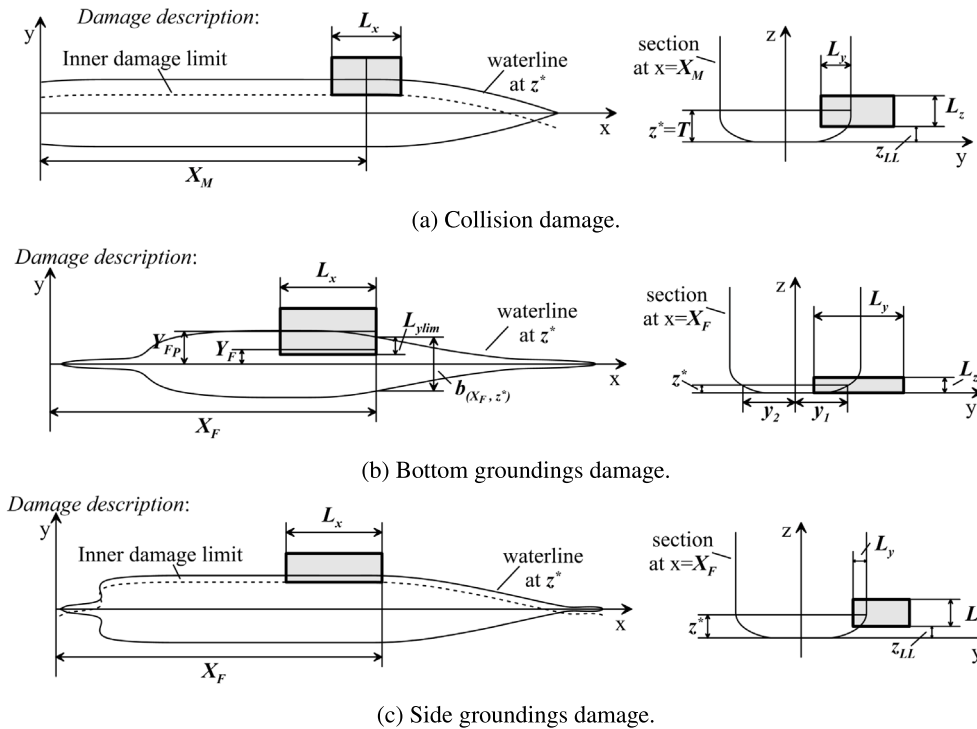 Damage description:
y
L_x
Inner damage limit
waterline
at z*
x
X_M
section
at x=X_M
z
L_y
L_z
z*=T
z_LL
y
(a) Collision damage.
Damage description:
y
L_x
waterline
at z*
L_ylim
Y_FP
Y_F
x
b_(X_F, z*)
X_F
section
at x=X_F
z
L_y
L_z
z*
y
y_2
y_1
(b) Bottom groundings damage.
Damage description:
y
L_x
Inner damage limit
waterline
at z*
x
X_F
section
at x=X_F
z
L_y
L
z*
z_LL
y
(c) Side groundings damage.